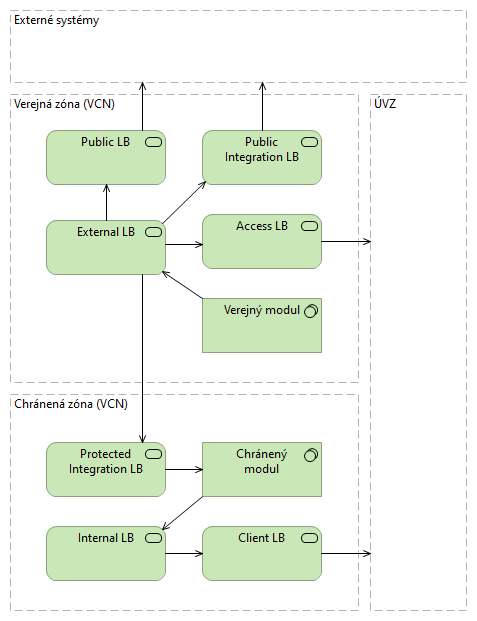 Externé systémy
Verejná zóna (VCN)
ÚVZ
Public LB
Public
Integration LB
External LB
Access LB
Verejný modul
Chránená zóna (VCN)
Protected
Integration LB
Chránený
modul
Internal LB
Client LB